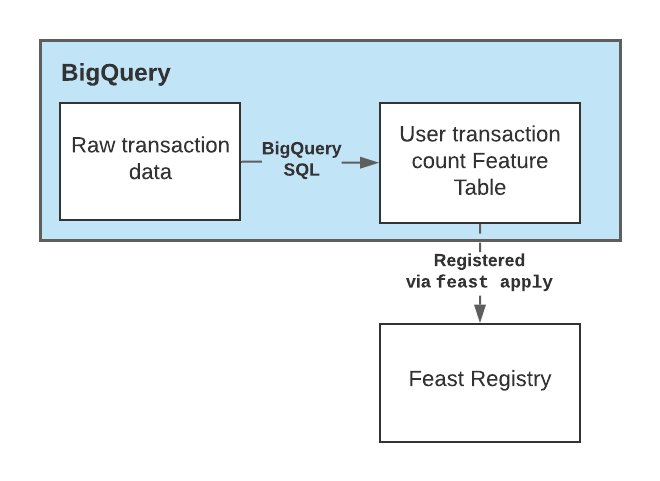 BigQuery
Raw transaction
data
BigQuery
SQL
User transaction
count Feature
Table
Registered
via feast apply
Feast Registry